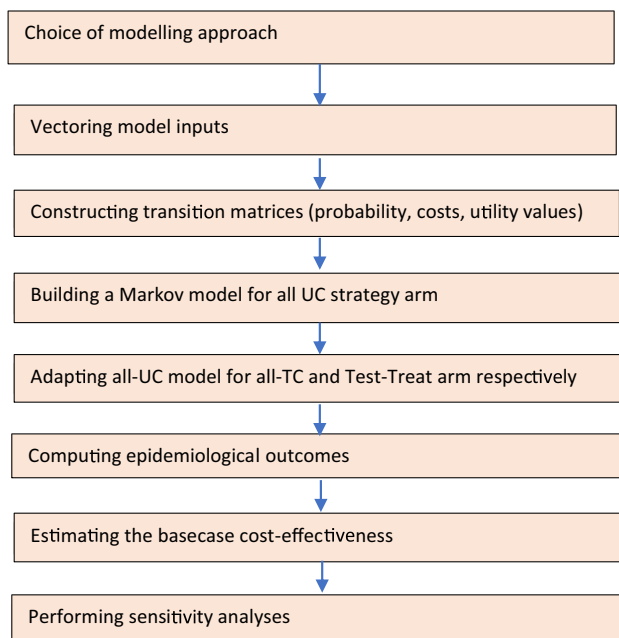 Choice of modelling approach
Vectoring model inputs
Constructing transition matrices (probability, costs, utility values)
Building a Markov model for all UC strategy arm
Adapting all-UC model for all-TC and Test-Treat arm respectively
Computing epidemiological outcomes
Estimating the basecase cost-effectiveness
Performing sensitivity analyses